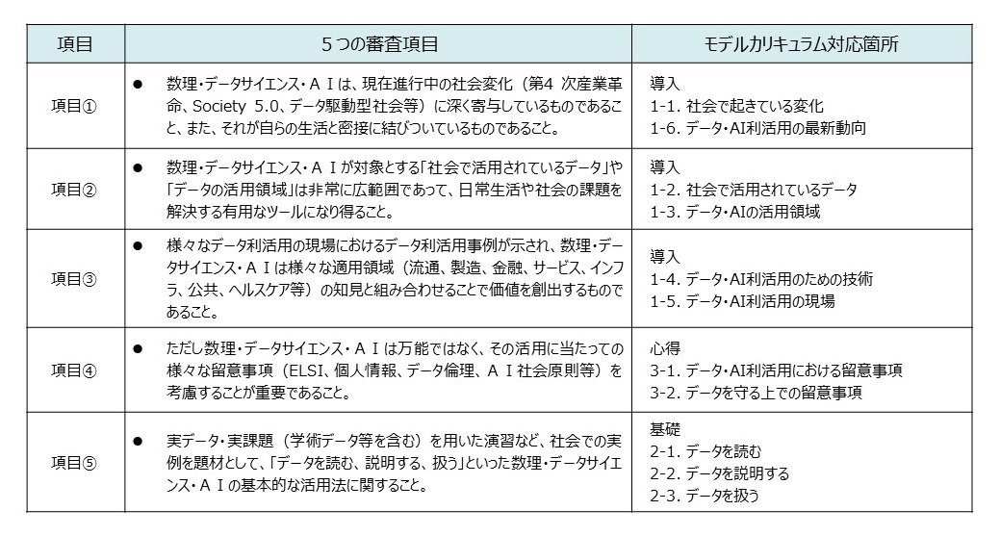 項目
5つの審査項目
モデルカリキュラム対応箇所
項目①
● 数理・データサイエンス・AIは、現在進行中の社会変化（第4 次産業革
命、Society 5.0、データ駆動型社会等）に深く寄与しているものであるこ
と、また、それが自らの生活と密接に結びついているものであること。
導入
1-1. 社会で起きている変化
1-6. データ・AI利活用の最新動向
項目②
● 数理・データサイエンス・AIが対象とする「社会で活用されているデータ」や
「データの活用領域」は非常に広範囲であって、日常生活や社会の課題を
解決する有用なツールになり得ること。
導入
1-2. 社会で活用されているデータ
1-3. データ・AIの活用領域
項目③
● 様々なデータ利活用の現場におけるデータ利活用事例が示され、数理・デー
タサイエンス・AIは様々な適用領域（流通、製造、金融、サービス、インフ
ラ、公共、ヘルスケア等）の知見と組み合わせることで価値を創出するもので
あること。
導入
1-4. データ・AI利活用のための技術
1-5. データ・AI利活用の現場
項目④
● ただし数理・データサイエンス・AIは万能ではなく、その活用に当たっての
様々な留意事項（ELSI、個人情報、データ倫理、AI社会原則等）を
考慮することが重要であること。
心得
3-1. データ・AI利活用における留意事項
3-2. データを守る上での留意事項
項目⑤
● 実データ・実課題（学術データ等を含む）を用いた演習など、社会での実
例を題材として、「データを読む、説明する、扱う」といった数理・データサイエ
ンス・AIの基本的な活用法に関すること。
基礎
2-1. データを読む
2-2. データを説明する
2-3. データを扱う